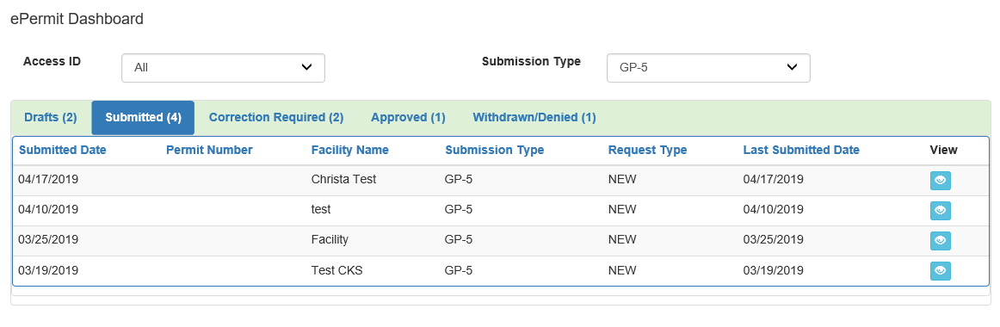 ePermit Dashboard
Access ID All Submission Type GP-5
Drafts (2) Submitted (4) Correction Required (2) Approved (1) Withdrawn/Denied (1)
Submitted Date Permit Number Facility Name Submission Type Request Type Last Submitted Date View
04/17/2019 Christa Test GP-5 NEW 04/17/2019
04/10/2019 test GP-5 NEW 04/10/2019
03/25/2019 Facility GP-5 NEW 03/25/2019
03/19/2019 Test CKS GP-5 NEW 03/19/2019